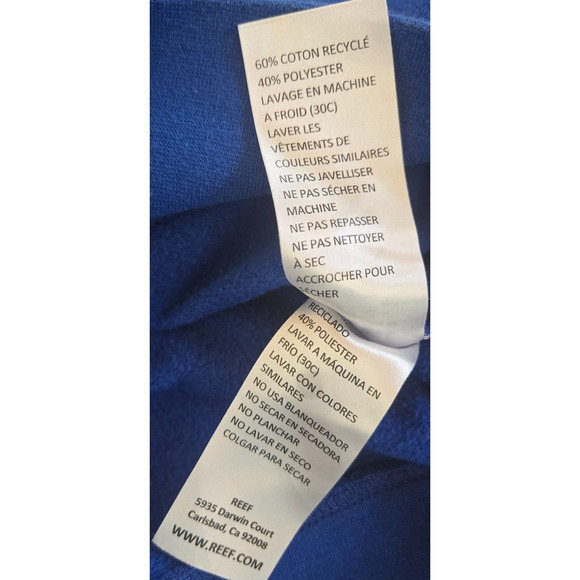 60% COTON RECYCLÉ
40% POLYESTER
LAVAGE EN MACHINE
A FROID (30C)
LAVER LES
VÊTEMENTS DE
COULEURS SIMILAIRES
NE PAS JAVELLISER
NE PAS SÉCHER EN
MACHINE
NE PAS REPASSER
NE PAS NETTOYER
À SEC
ACCROCHER POUR
SÉCHER
RECICLADO
40% POLIESTER
LAVAR A MÁQUINA EN
FRÍO (30C)
LAVAR CON COLORES
SIMILARES
NO USA BLANQUEADOR
NO SECAR EN SECADORA
NO PLANCHAR
NO LAVAR EN SECO
COLGAR PARA SECAR
REEF
5935 Darwin Court
Carlsbad, Ca 92008
WWW.REEF.COM